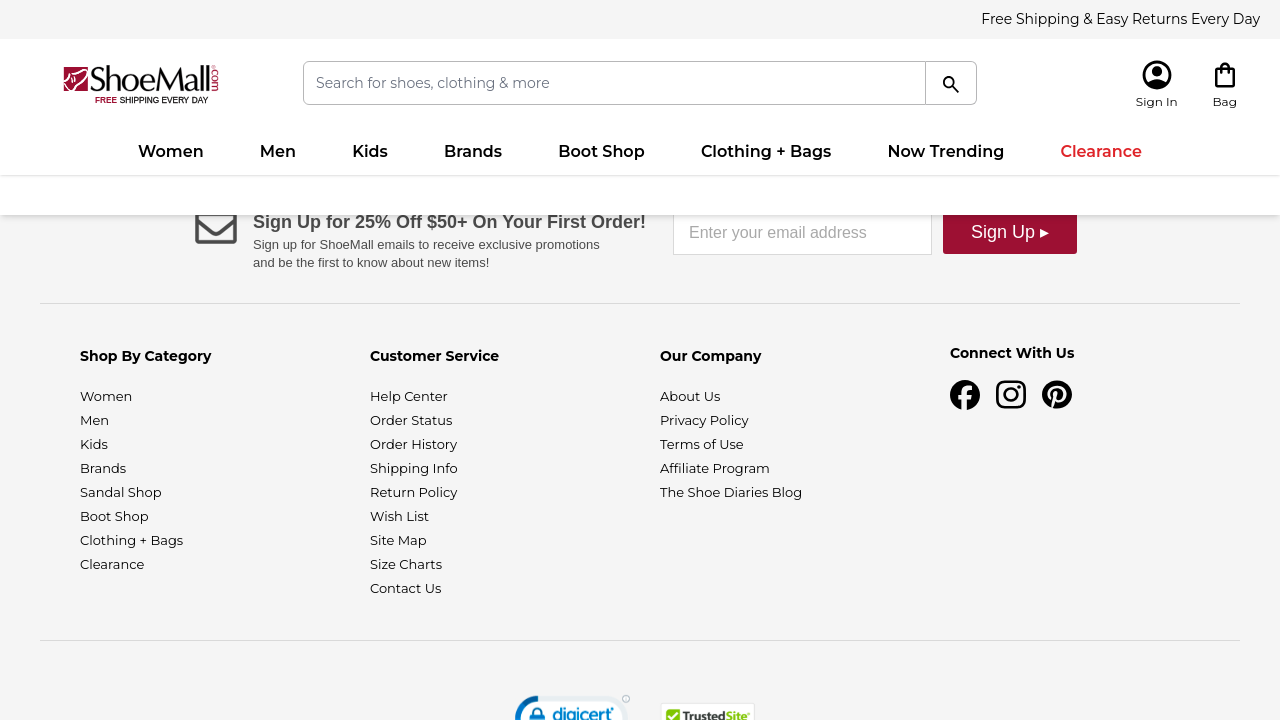 Free Shipping & Easy Returns Every Day
ShoeMall.com
FREE SHIPPING EVERY DAY
Search for shoes, clothing & more
Sign In
Bag
Women
Men
Kids
Brands
Boot Shop
Clothing + Bags
Now Trending
Clearance
Sign Up for 25% Off $50+ On Your First Order!
Sign up for ShoeMall emails to receive exclusive promotions
and be the first to know about new items!
Enter your email address
Sign Up ▸
Shop By Category
Women
Men
Kids
Brands
Sandal Shop
Boot Shop
Clothing + Bags
Clearance
Customer Service
Help Center
Order Status
Order History
Shipping Info
Return Policy
Wish List
Site Map
Size Charts
Contact Us
Our Company
About Us
Privacy Policy
Terms of Use
Affiliate Program
The Shoe Diaries Blog
Connect With Us
digicert
TrustedSite